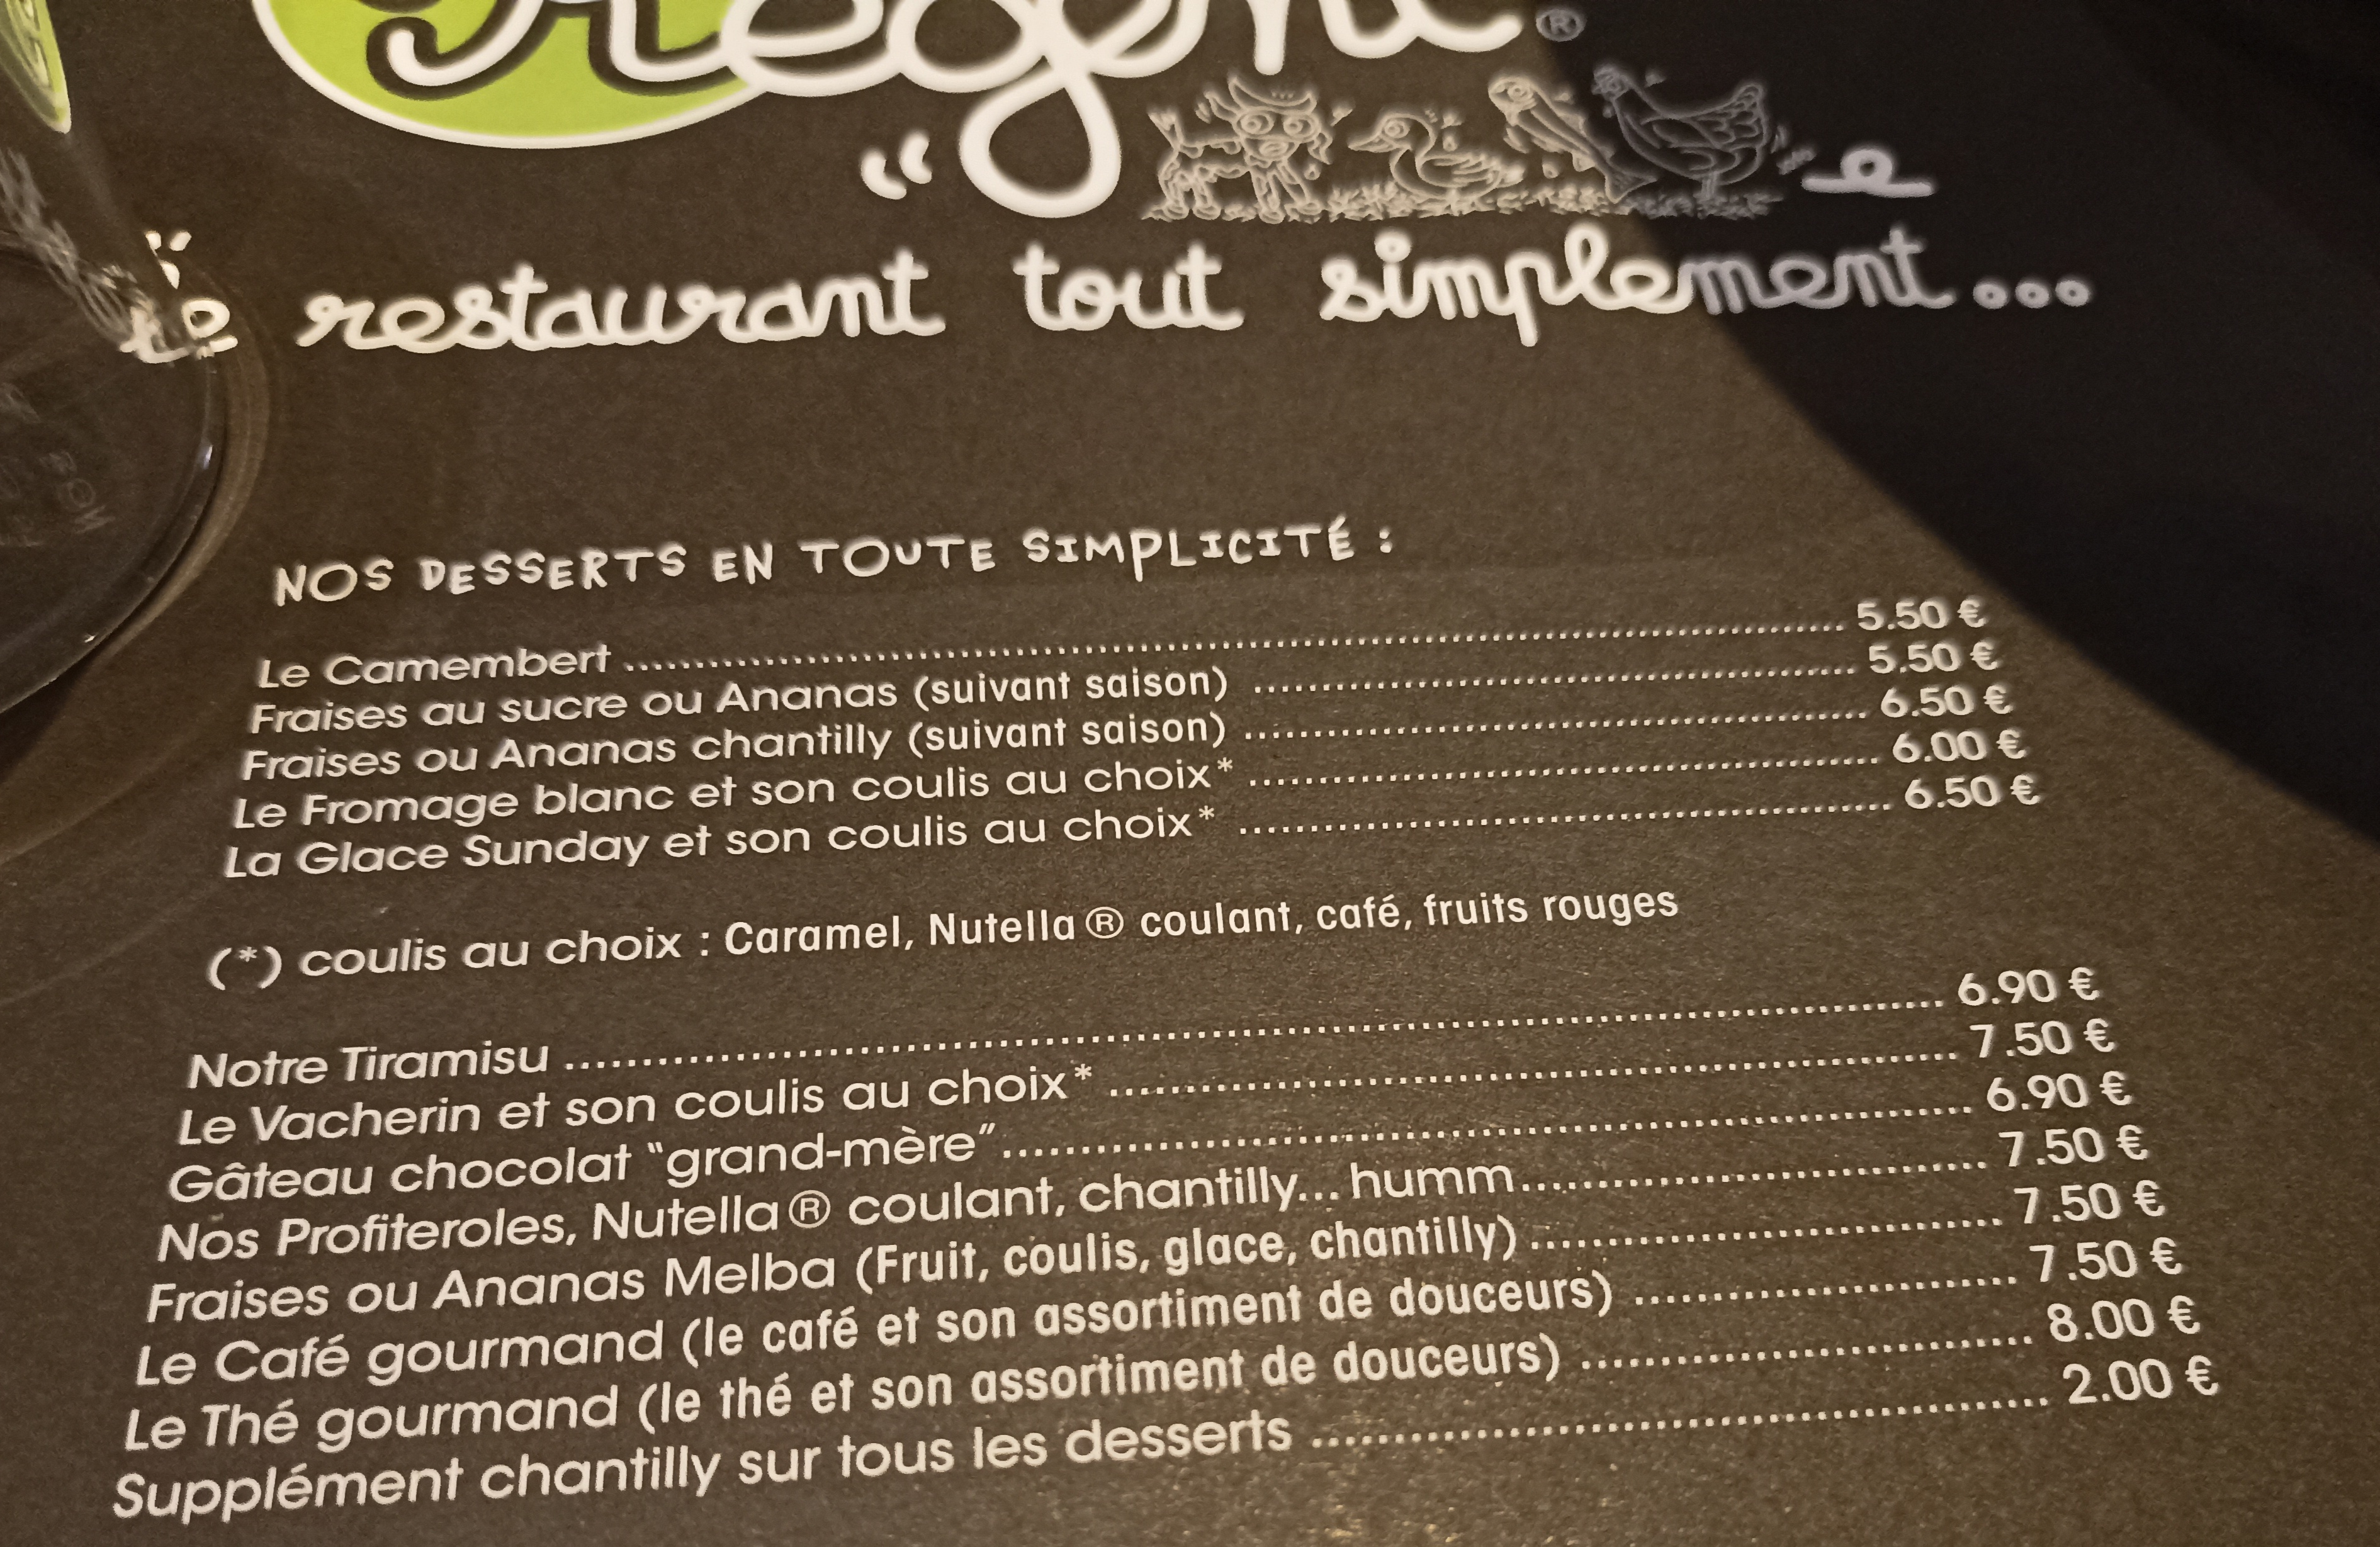 Régent ®
" Le restaurant tout simplement...
NOS DESSERTS EN TOUTE SIMPLICITÉ :
Le Camembert ........ 5.50 €
Fraises au sucre ou Ananas (suivant saison) ........ 5.50 €
Fraises ou Ananas chantilly (suivant saison) ........ 6.50 €
Le Fromage blanc et son coulis au choix* ........ 6.00 €
La Glace Sunday et son coulis au choix* ........ 6.50 €
(*) coulis au choix : Caramel, Nutella® coulant, café, fruits rouges
Notre Tiramisu ........ 6.90 €
Le Vacherin et son coulis au choix* ........ 7.50 €
Gâteau chocolat "grand-mère" ........ 6.90 €
Nos Profiteroles, Nutella® coulant, chantilly... humm ........ 7.50 €
Fraises ou Ananas Melba (Fruit, coulis, glace, chantilly) ........ 7.50 €
Le Café gourmand (le café et son assortiment de douceurs) ........ 7.50 €
Le Thé gourmand (le thé et son assortiment de douceurs) ........ 8.00 €
Supplément chantilly sur tous les desserts ........ 2.00 €